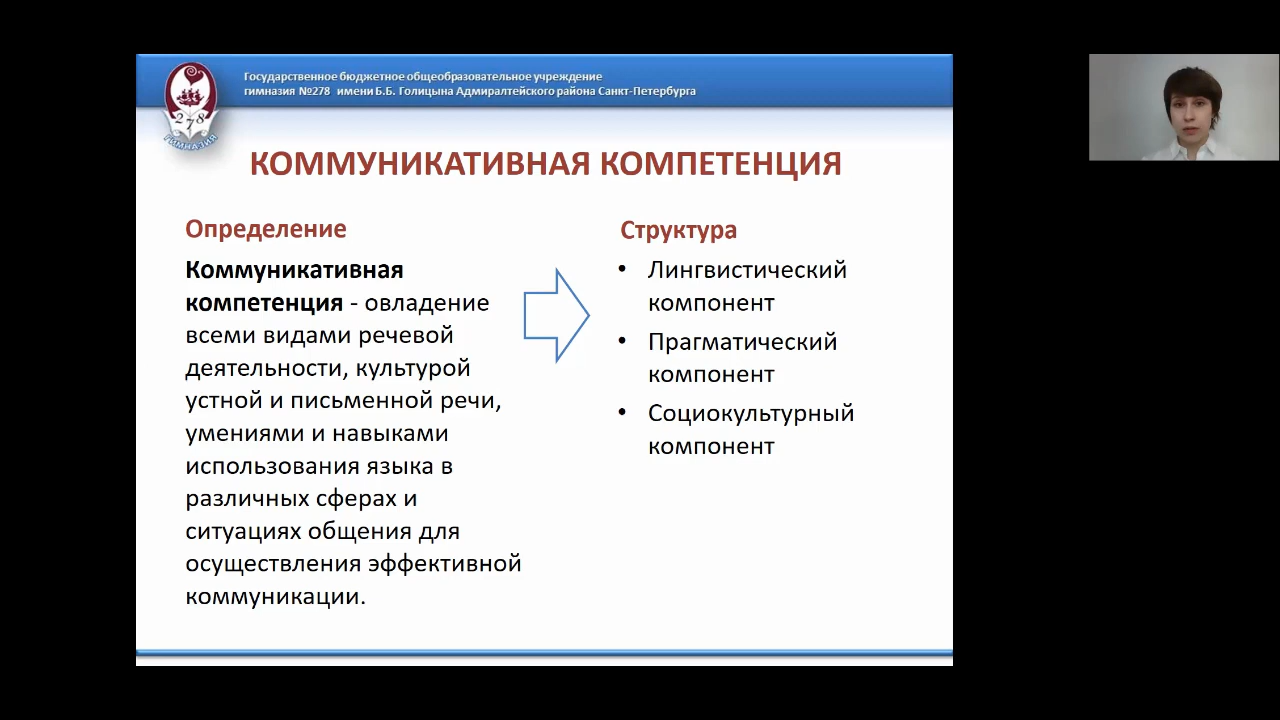 Государственное бюджетное общеобразовательное учреждение
гимназия №278 имени Б.Б. Голицына Адмиралтейского района Санкт-Петербурга
278
ГИМНАЗИЯ
КОММУНИКАТИВНАЯ КОМПЕТЕНЦИЯ
Определение
Коммуникативная
компетенция - овладение
всеми видами речевой
деятельности, культурой
устной и письменной речи,
умениями и навыками
использования языка в
различных сферах и
ситуациях общения для
осуществления эффективной
коммуникации.
Структура
• Лингвистический
компонент
• Прагматический
компонент
• Социокультурный
компонент